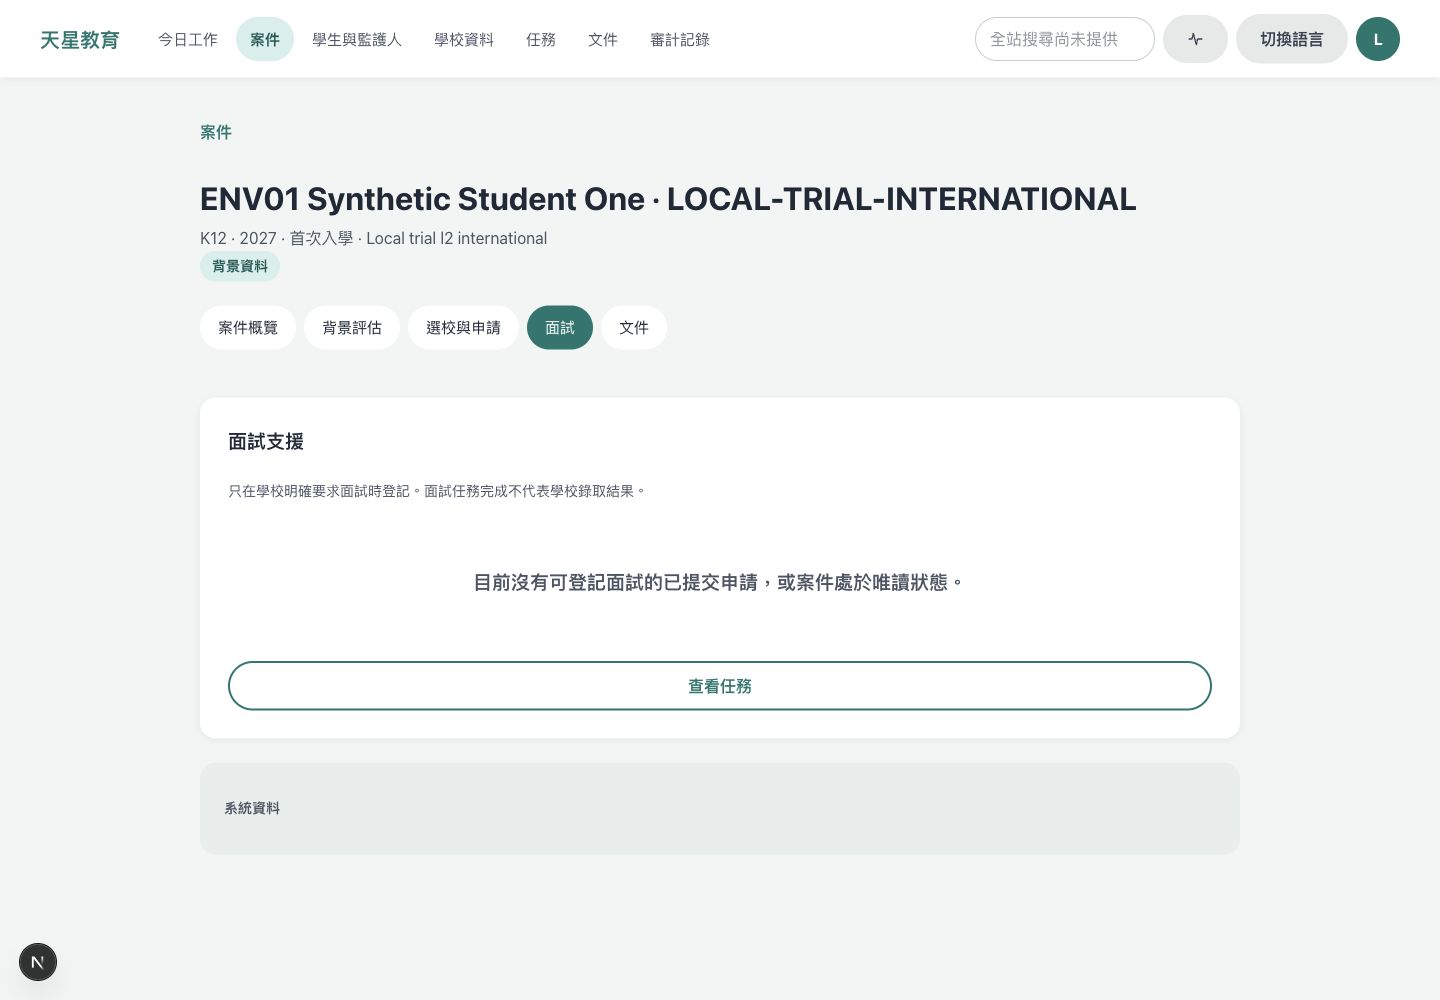 天星教育
今日工作
案件
學生與監護人
學校資料
任務
文件
審計記錄
全站搜尋尚未提供
切換語言
L
案件
ENV01 Synthetic Student One · LOCAL-TRIAL-INTERNATIONAL
K12 · 2027 · 首次入學 · Local trial l2 international
背景資料
案件概覽
背景評估
選校與申請
面試
文件
面試支援
只在學校明確要求面試時登記。面試任務完成不代表學校錄取結果。
目前沒有可登記面試的已提交申請，或案件處於唯讀狀態。
查看任務
系統資料
N